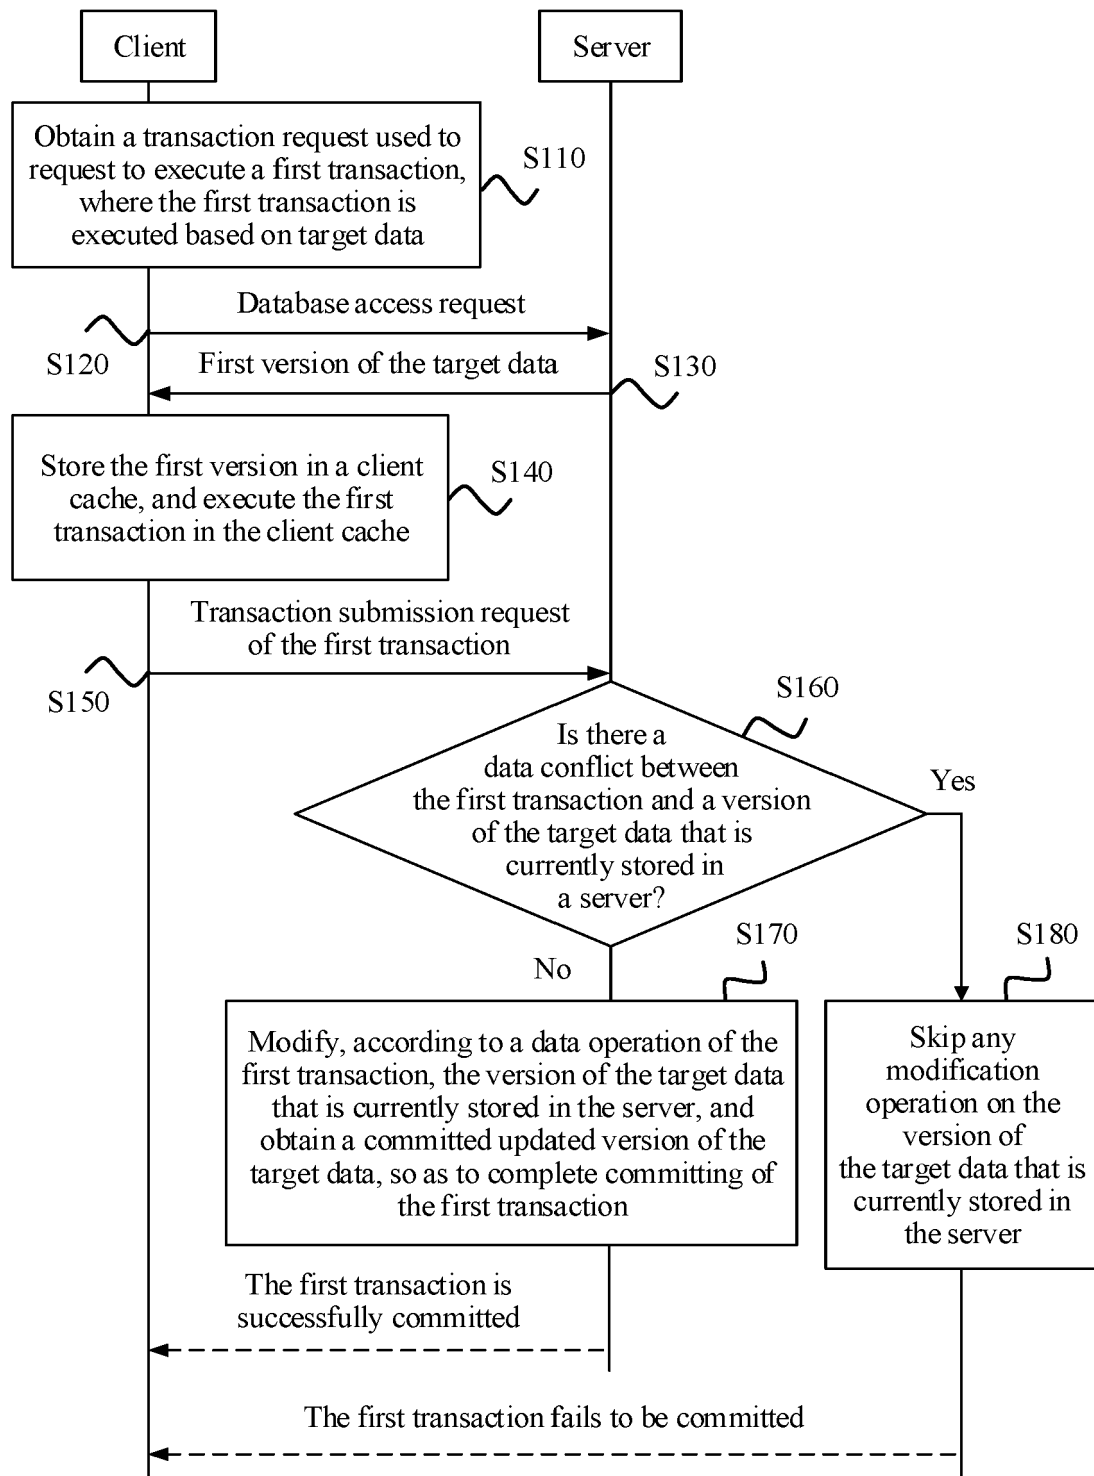 Client
Server
Obtain a transaction request used to
request to execute a first transaction,
where the first transaction is
executed based on target data
S110
Database access request
S120
First version of the target data
S130
Store the first version in a client
cache, and execute the first
transaction in the client cache
S140
Transaction submission request
of the first transaction
S150
S160
Is there a
data conflict between
the first transaction and a version
of the target data that is
currently stored in
a server?
Yes
No
S170
S180
Modify, according to a data operation of the
first transaction, the version of the target data
that is currently stored in the server, and
obtain a committed updated version of the
target data, so as to complete committing of
the first transaction
Skip any
modification
operation on the
version of
the target data that is
currently stored in
the server
The first transaction is
successfully committed
The first transaction fails to be committed